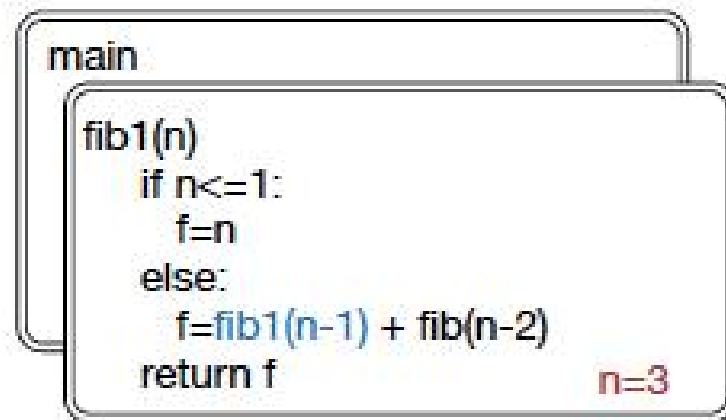 main
fib1(n)
if n<=1:
f=n
else:
f=fib1(n-1) + fib(n-2)
return f
n=3